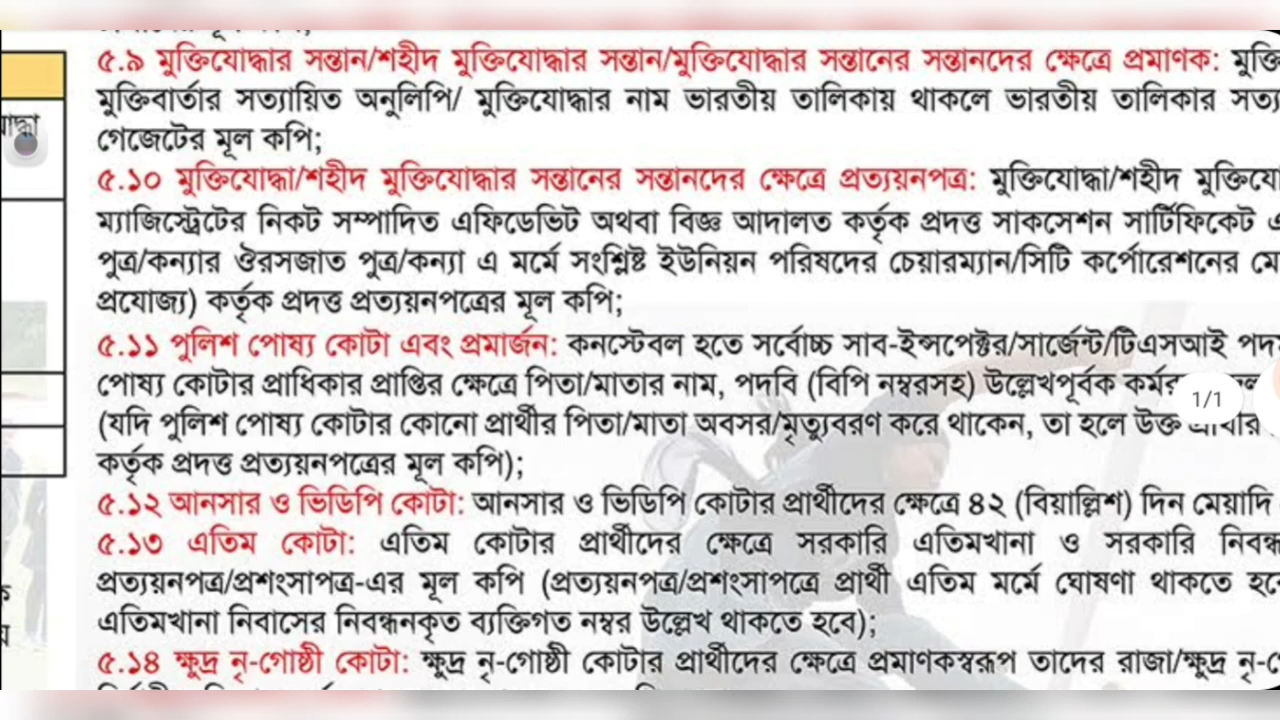 ৫.৯ মুক্তিযোদ্ধার সন্তান/শহীদ মুক্তিযোদ্ধার সন্তান/মুক্তিযোদ্ধার সন্তানের সন্তানদের ক্ষেত্রে প্রমাণক:
মুক্তিবার্তার সত্যায়িত অনুলিপি/ মুক্তিযোদ্ধার নাম ভারতীয় তালিকায় থাকলে ভারতীয় তালিকার
গেজেটের মূল কপি;
৫.১০ মুক্তিযোদ্ধা/শহীদ মুক্তিযোদ্ধার সন্তানের সন্তানদের ক্ষেত্রে প্রত্যয়নপত্র: মুক্তিযোদ্ধা/শহীদ
ম্যাজিস্ট্রেটের নিকট সম্পাদিত এফিডেভিট অথবা বিজ্ঞ আদালত কর্তৃক প্রদত্ত সাকসেশন সার্টিফিকেট
পুত্র/কন্যার ঔরসজাত পুত্র/কন্যা এ মর্মে সংশ্লিষ্ট ইউনিয়ন পরিষদের চেয়ারম্যান/সিটি কর্পোরেশনের
প্রযোজ্য) কর্তৃক প্রদত্ত প্রত্যয়নপত্রের মূল কপি;
৫.১১ পুলিশ পোষ্য কোটা এবং প্রমার্জন: কনস্টেবল হতে সর্বোচ্চ সাব-ইন্সপেক্টর/সার্জেন্ট/টিএসআই
পোষ্য কোটার প্রাধিকার প্রাপ্তির ক্ষেত্রে পিতা/মাতার নাম, পদবি (বিপি নম্বরসহ) উল্লেখপূর্বক
1/1
(যদি পুলিশ পোষ্য কোটার কোনো প্রার্থীর পিতা/মাতা অবসর/মৃত্যুবরণ করে থাকেন, তা হলে উক্ত
কর্তৃক প্রদত্ত প্রত্যয়নপত্রের মূল কপি);
৫.১২ আনসার ও ভিডিপি কোটা: আনসার ও ভিডিপি কোটার প্রার্থীদের ক্ষেত্রে ৪২ (বিয়াল্লিশ) দিন মেয়াদি
৫.১৩ এতিম কোটা: এতিম কোটার প্রার্থীদের ক্ষেত্রে সরকারি এতিমখানা ও সরকারি
প্রত্যয়নপত্র/প্রশংসাপত্র-এর মূল কপি (প্রত্যয়নপত্র/প্রশংসাপত্রে প্রার্থী এতিম মর্মে ঘোষণা থাকতে
এতিমখানা নিবাসের নিবন্ধনকৃত ব্যক্তিগত নম্বর উল্লেখ থাকতে হবে);
৫.১৪ ক্ষুদ্র নৃ-গোষ্ঠী কোটা: ক্ষুদ্র নৃ-গোষ্ঠী কোটার প্রার্থীদের ক্ষেত্রে প্রমাণকস্বরূপ তাদের রাজা/ক্ষুদ্র